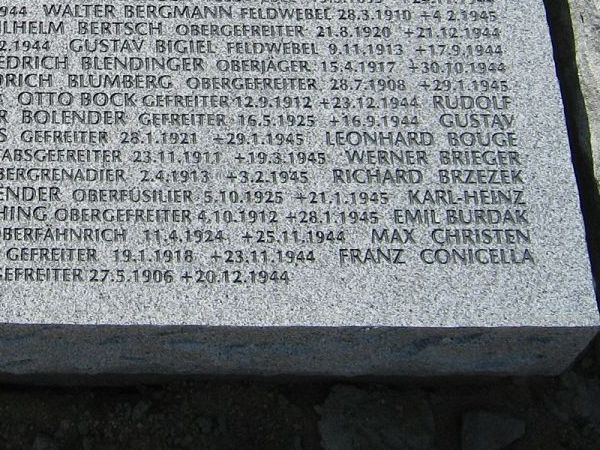 1944 WALTER BERGMANN FELDWEBEL 28.3.1910 +4.2.1945
ILHELM BERTSCH OBERGEFREITER 21.8.1920 +21.12.1944
2.1944 GUSTAV BIGIEL FELDWEBEL 9.11.1913 +17.9.1944
EDRICH BLENDINGER OBERJÄGER 15.4.1917 +30.10.1944
DRICH BLUMBERG OBERGEFREITER 28.7.1908 +29.1.1945
OTTO BOCK GEFREITER 12.9.1912 +23.12.1944 RUDOLF
R BOLENDER GEFREITER 16.5.1925 +16.9.1944 GUSTAV
S GEFREITER 28.1.1921 +29.1.1945 LEONHARD BOUGE
ABSGEFREITER 23.11.1911 +19.3.1945 WERNER BRIEGER
BERGRENADIER 2.4.1913 +3.2.1945 RICHARD BRZEZEK
ENDER OBERFÜSILIER 5.10.1925 +21.1.1945 KARL-HEINZ
HING OBERGEFREITER 4.10.1912 +28.1.1945 EMIL BURDAK
OBERFÄHNRICH 11.4.1924 +25.11.1944 MAX CHRISTEN
GEFREITER 19.1.1918 +23.11.1944 FRANZ CONICELLA
GEFREITER 27.5.1906 +20.12.1944